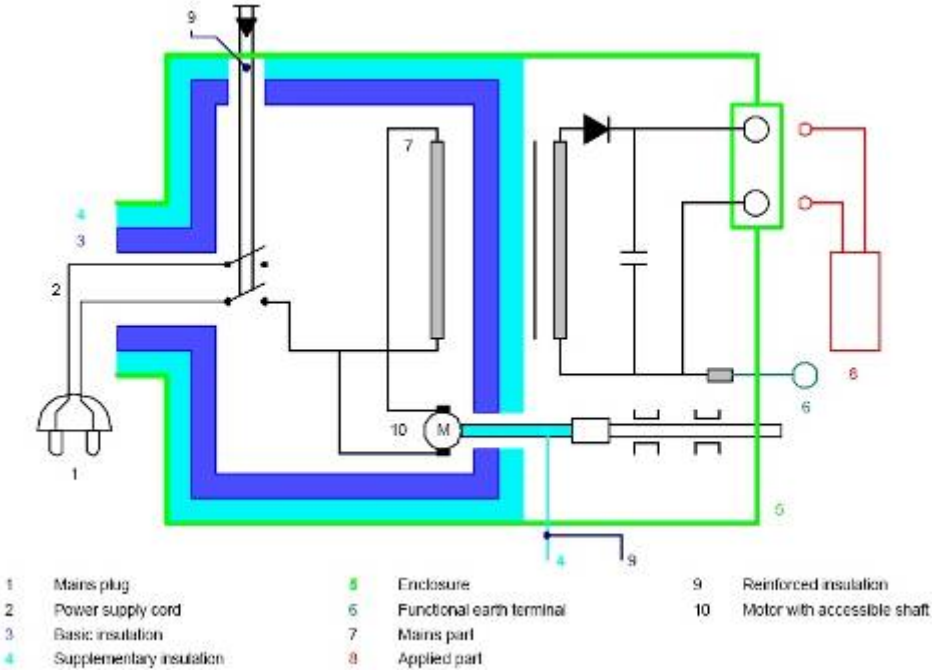 9
7
4
3
2
8
6
10 M
1
5
4 9
1 Mains plug 5 Enclosure 9 Reinforced insulation
2 Power supply cord 6 Functional earth terminal 10 Motor with accessible shaft
3 Basic insulation 7 Mains part
4 Supplementary insulation 8 Applied part